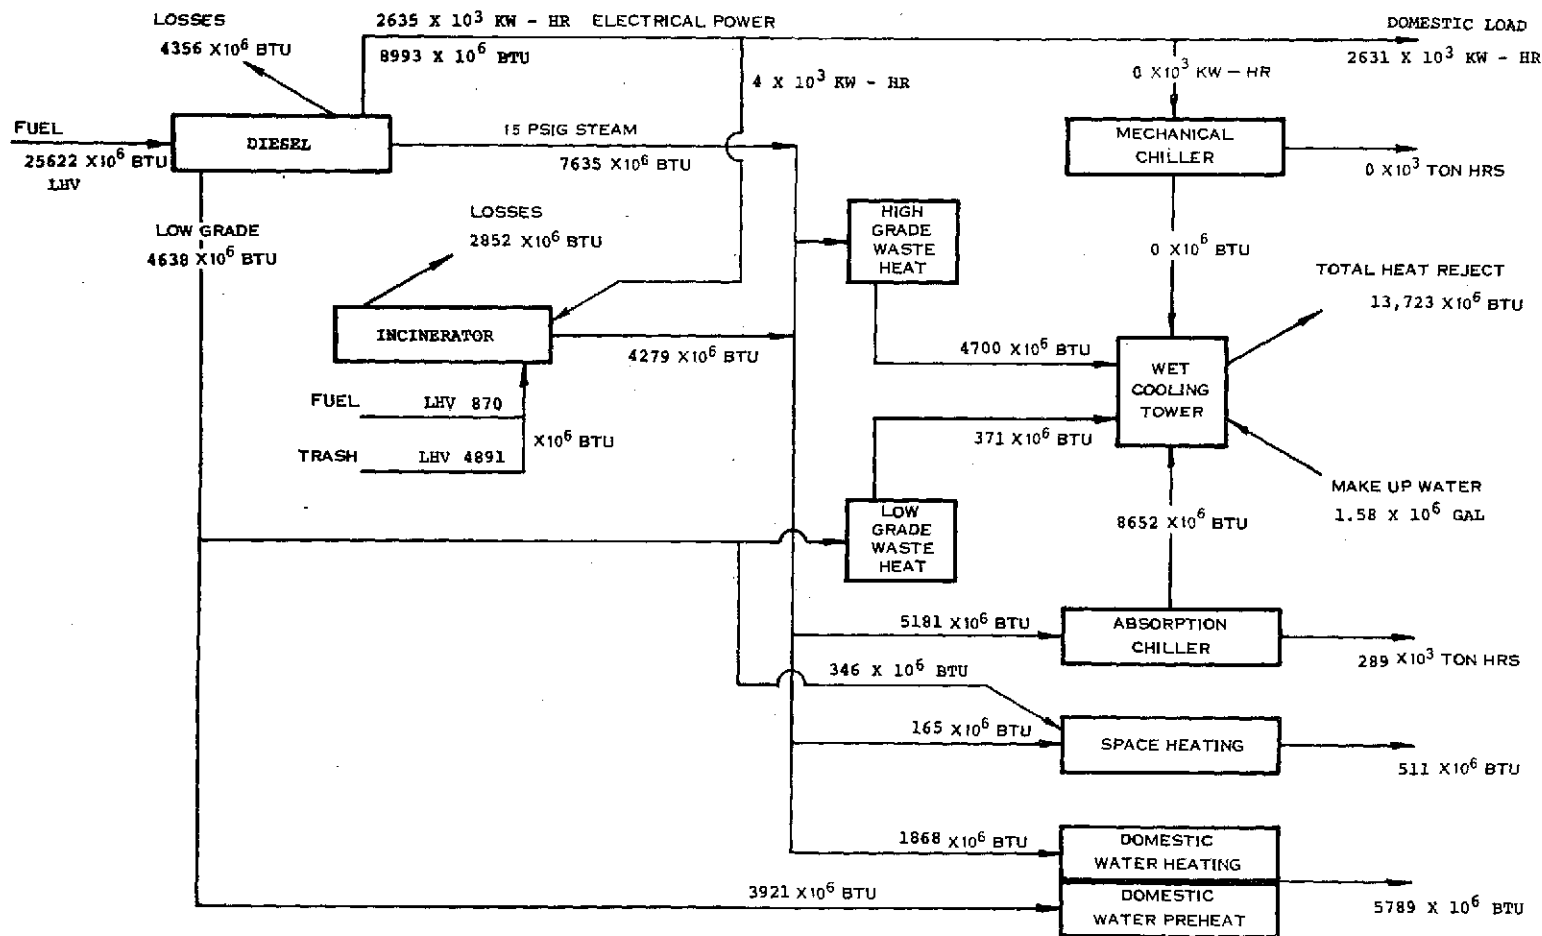 LOSSES
4356 X10⁶ BTU
2635 X 10³ KW - HR ELECTRICAL POWER
8993 X 10⁶ BTU
DOMESTIC LOAD
2631 X 10³ KW - HR
4 X 10³ KW - HR
0 X10³ KW - HR
FUEL
25622 X10⁶ BTU
LHV
DIESEL
15 PSIG STEAM
7635 X10⁶ BTU
MECHANICAL
CHILLER
0 X10³ TON HRS
LOW GRADE
4638 X10⁶ BTU
LOSSES
2852 X10⁶ BTU
HIGH
GRADE
WASTE
HEAT
0 X10⁶ BTU
TOTAL HEAT REJECT
13,723 X10⁶ BTU
INCINERATOR
4279 X10⁶ BTU
4700 X10⁶ BTU
WET
COOLING
TOWER
FUEL LHV 870
X10⁶ BTU
TRASH LHV 4891
371 X10⁶ BTU
MAKE UP WATER
1.58 X 10⁶ GAL
LOW
GRADE
WASTE
HEAT
8652 X10⁶ BTU
5181 X10⁶ BTU
ABSORPTION
CHILLER
289 X10³ TON HRS
346 X 10⁶ BTU
165 X10⁶ BTU
SPACE HEATING
511 X10⁶ BTU
1868 X10⁶ BTU
DOMESTIC
WATER HEATING
3921 X10⁶ BTU
DOMESTIC
WATER PREHEAT
5789 X 10⁶ BTU